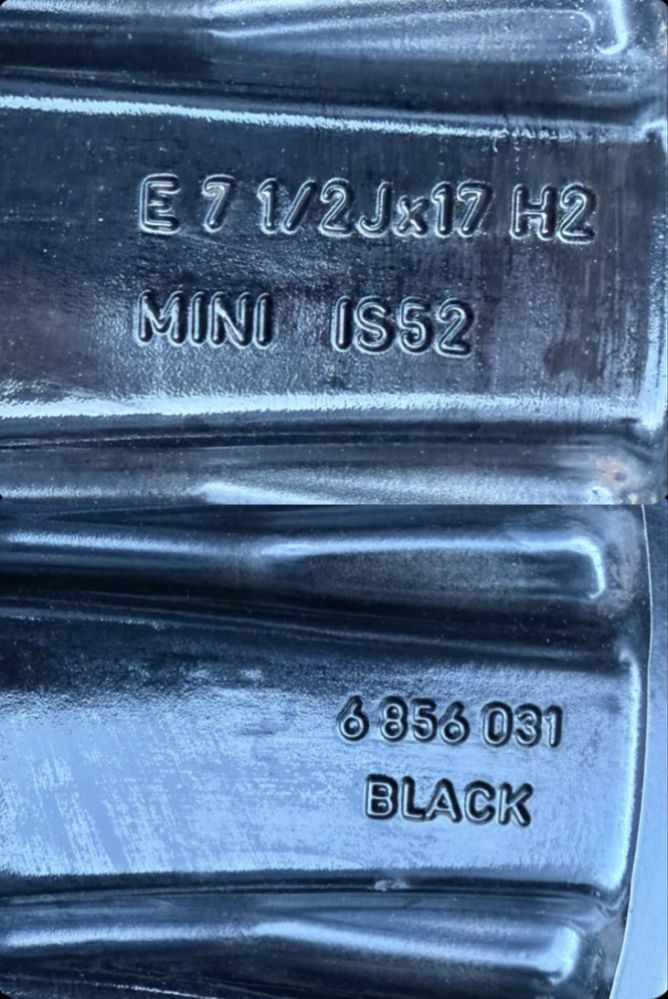 E 7 1/2Jx17 H2
MINI IS52
6 856 031
BLACK